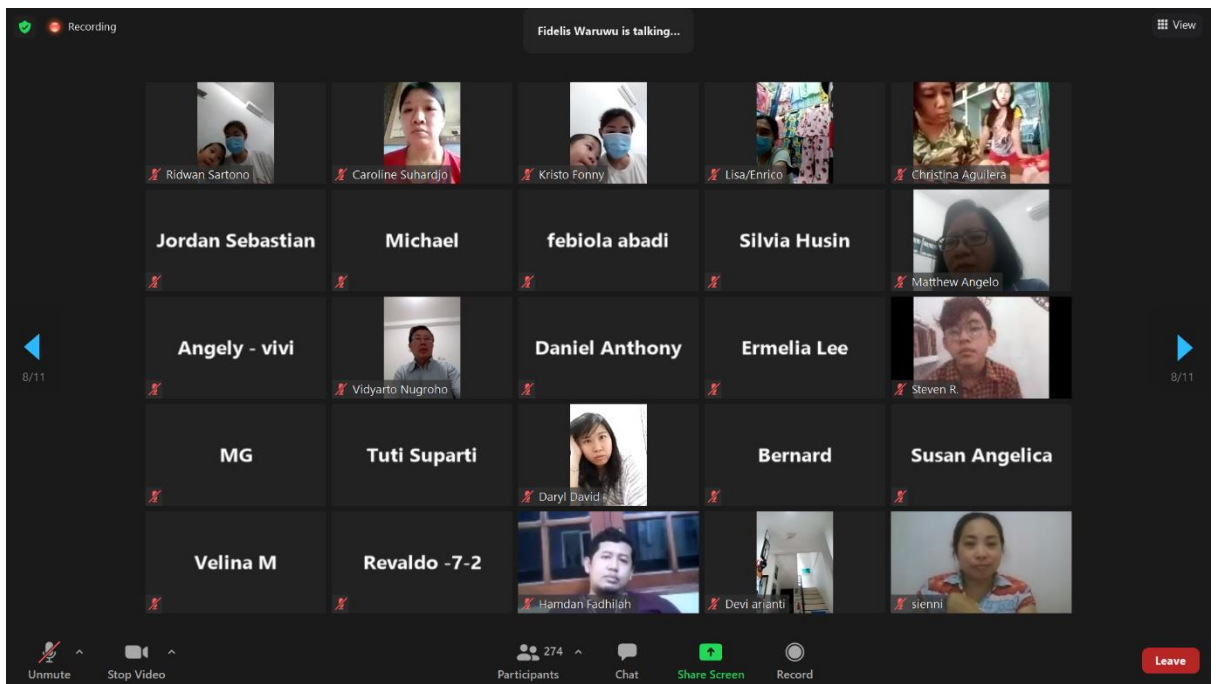 Recording
Fidelis Waruwu is talking...
View
Ridwan Sartono
Caroline Suhardjo
Kristo Fonny
Lisa/Enrico
Christina Aguilera
Jordan Sebastian
Michael
febiola abadi
Silvia Husin
Matthew Angelo
Angely - vivi
Vidyarto Nugroho
Daniel Anthony
Ermelia Lee
Steven R.
8/11
8/11
MG
Tuti Suparti
Daryl David
Bernard
Susan Angelica
Velina M
Revaldo -7-2
Hamdan Fadhilah
Devi arianti
sienni
Unmute
Stop Video
274
Participants
Chat
Share Screen
Record
Leave